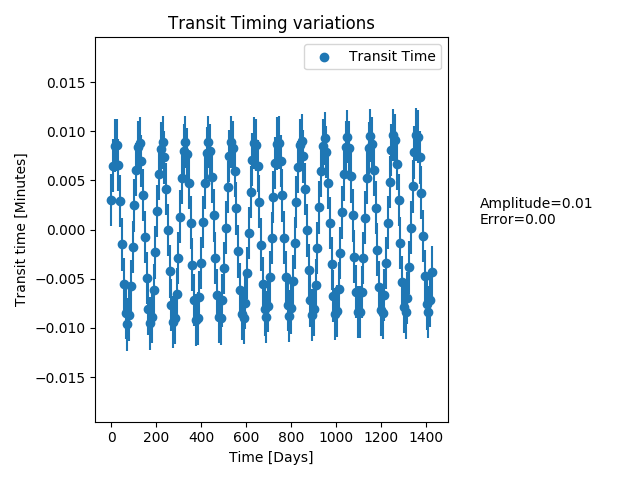 Transit Timing variations
Transit Time
0.015
0.010
0.005
0.000
−0.005
−0.010
−0.015
Transit time [Minutes]
Amplitude=0.01
Error=0.00
0 200 400 600 800 1000 1200 1400
Time [Days]